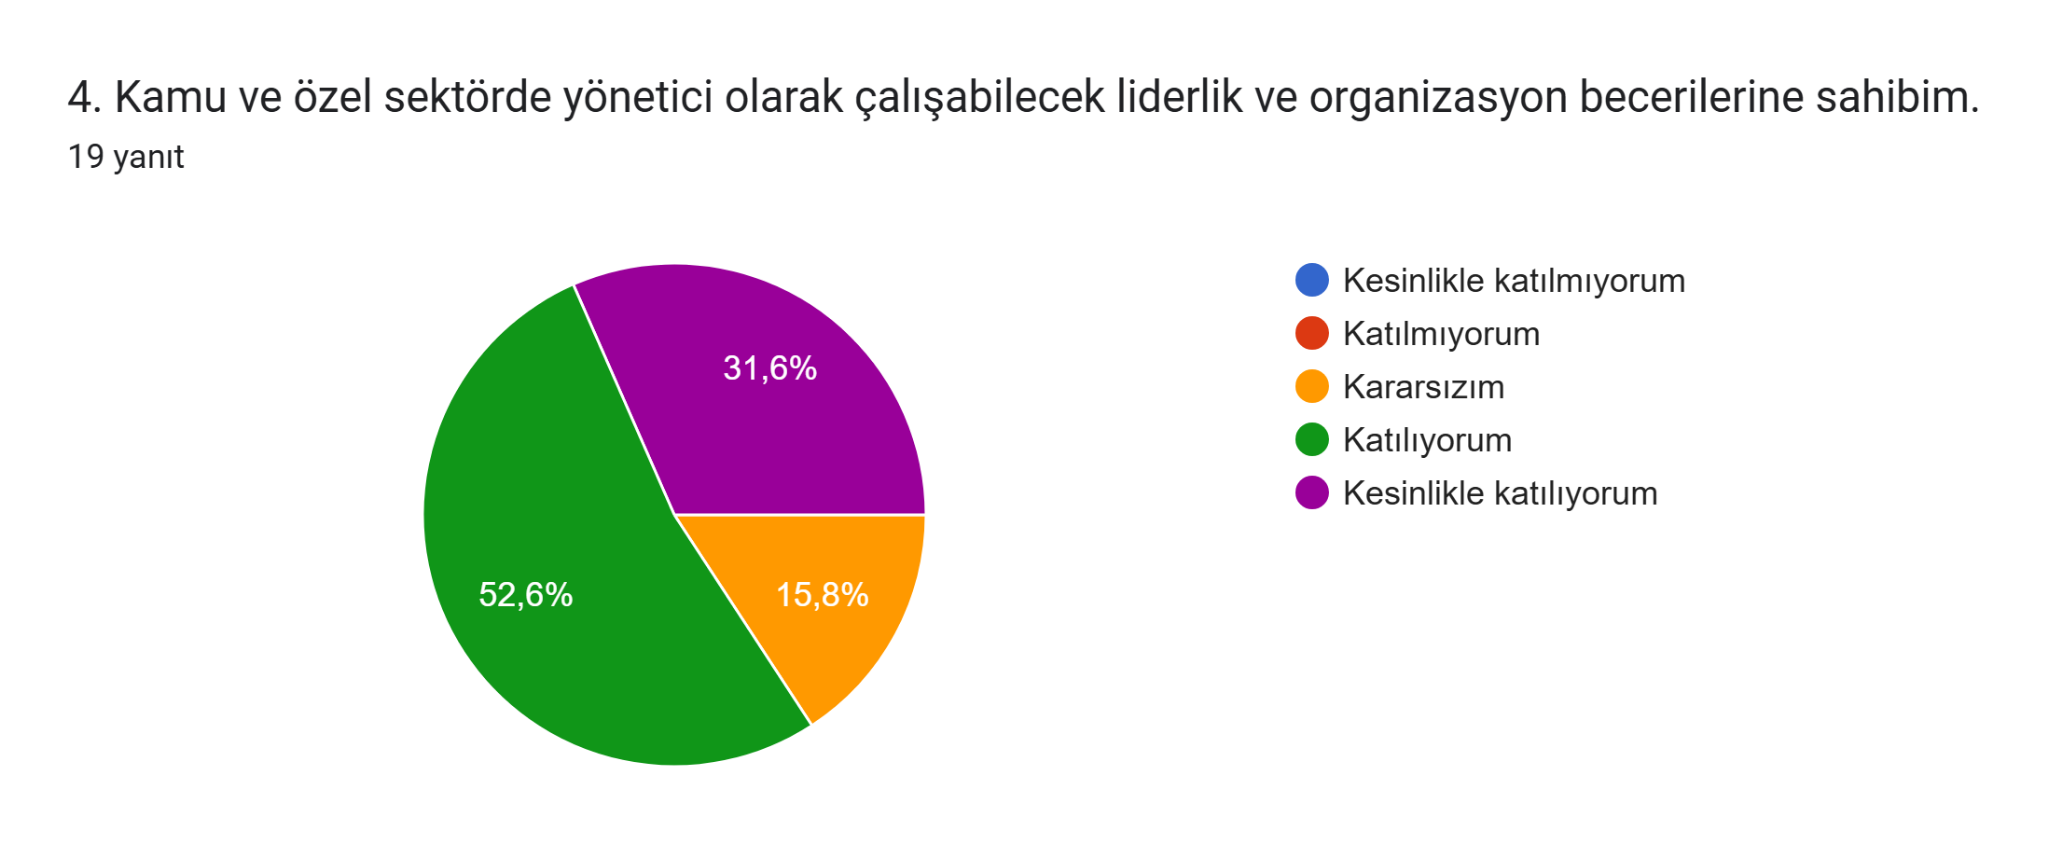 4. Kamu ve özel sektörde yönetici olarak çalışabilecek liderlik ve organizasyon becerilerine sahibim.
19 yanıt
31,6%
52,6%
15,8%
Kesinlikle katılmıyorum
Katılmıyorum
Kararsızım
Katılıyorum
Kesinlikle katılıyorum